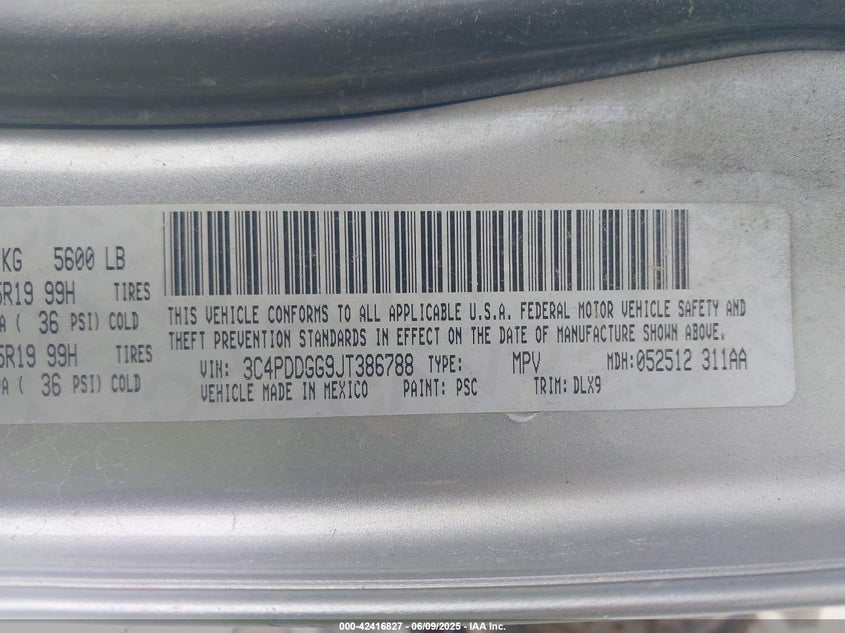 KG 5600 LB
5R19 99H TIRES
A ( 36 PSI) COLD
5R19 99H TIRES
A ( 36 PSI) COLD
THIS VEHICLE CONFORMS TO ALL APPLICABLE U.S.A. FEDERAL MOTOR VEHICLE SAFETY AND
THEFT PREVENTION STANDARDS IN EFFECT ON THE DATE OF MANUFACTURE SHOWN ABOVE.
VIN: 3C4PDDGG9JT386788 TYPE: MPV MDH:052512 311AA
VEHICLE MADE IN MEXICO PAINT: PSC TRIM: DLX9
000-42416827 - 06/09/2025 - IAA Inc.